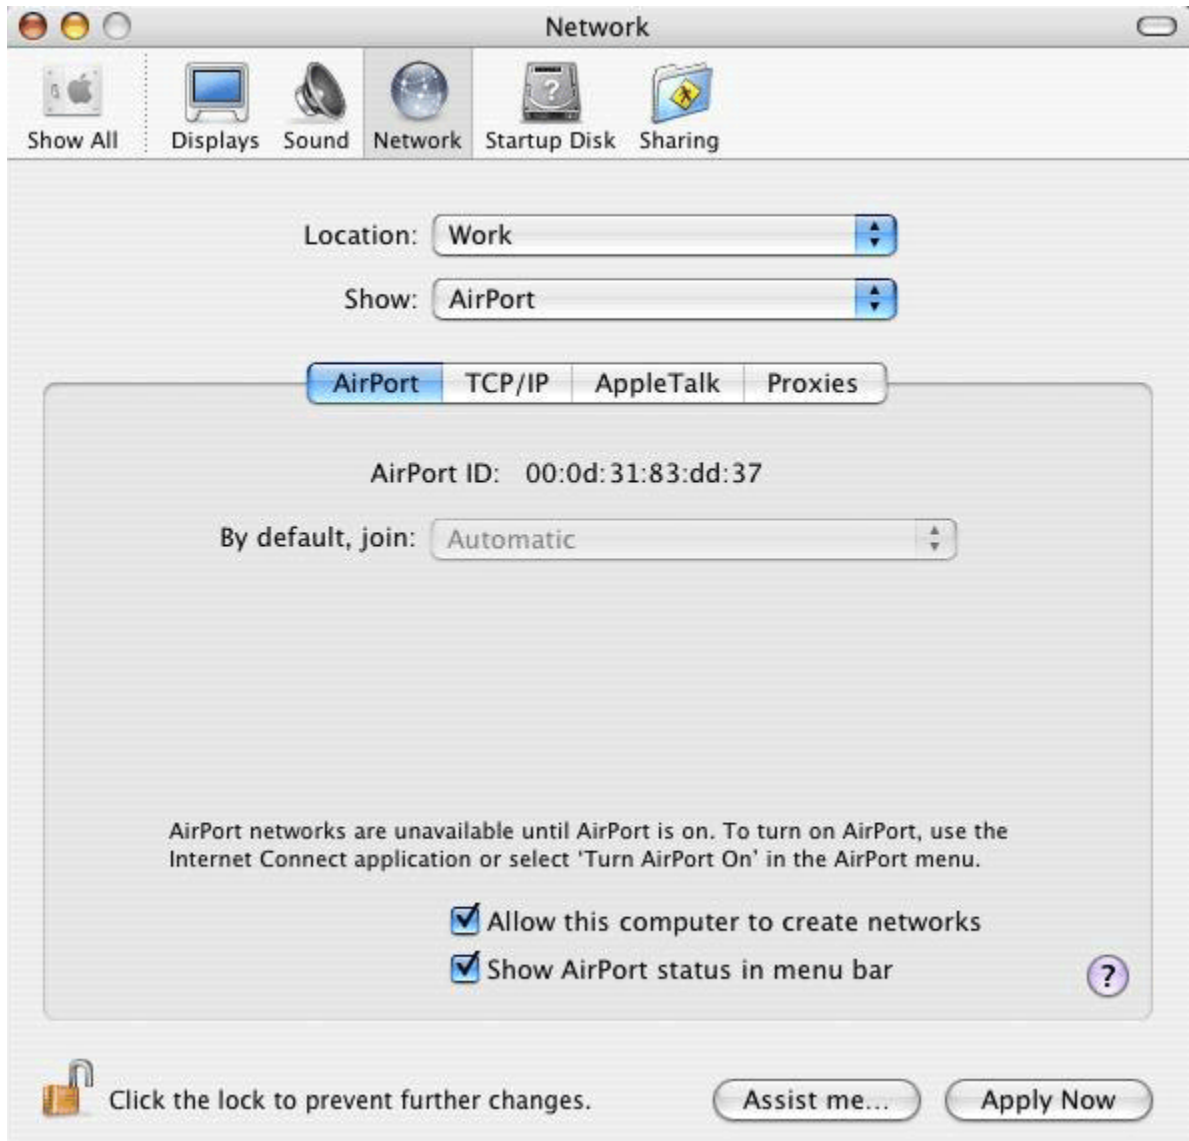 Network
Show All Displays Sound Network Startup Disk Sharing
Location: Work
Show: AirPort
AirPort TCP/IP AppleTalk Proxies
AirPort ID: 00:0d:31:83:dd:37
By default, join: Automatic
AirPort networks are unavailable until AirPort is on. To turn on AirPort, use the
Internet Connect application or select ‘Turn AirPort On’ in the AirPort menu.
Allow this computer to create networks
Show AirPort status in menu bar
?
Click the lock to prevent further changes. Assist me... Apply Now